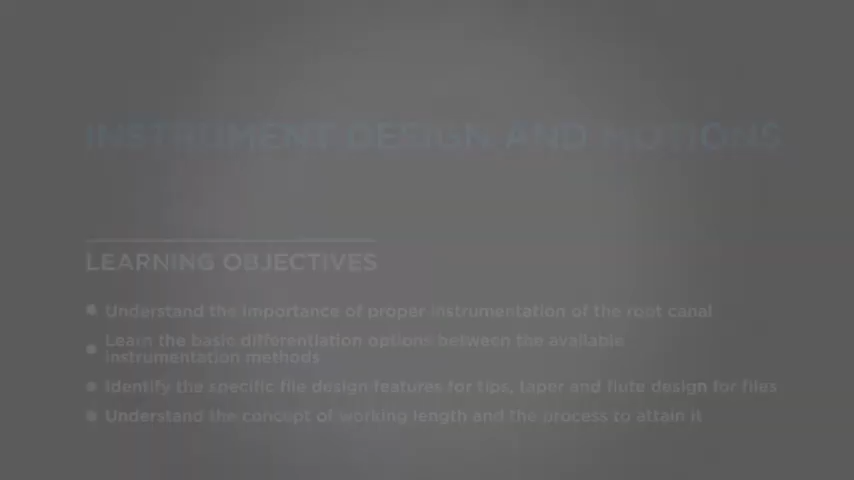 INSTRUMENT DESIGN AND MOTIONS
LEARNING OBJECTIVES
Understand the importance of proper instrumentation of the root canal
Learn the basic differentiation options between the available
instrumentation methods
Identify the specific file design features for tips, taper and flute design for files
Understand the concept of working length and the process to attain it